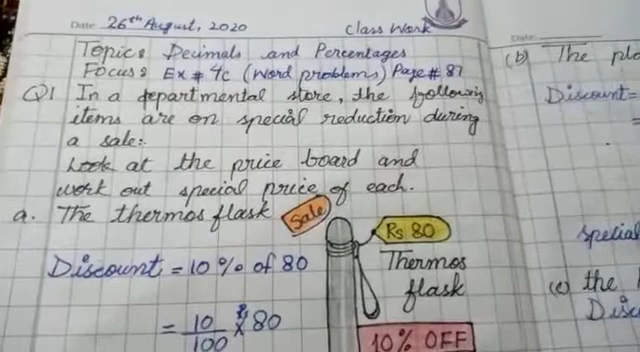 Date 26th August, 2020 Class Work
Topic: Decimals and Percentages
Focus: Ex # 4c (Word problems) Page # 87
Q1 In a departmental store, the following
items are on special reduction during
a sale:
Look at the price board and
work out special price of each.
a. The thermos flask
Sale
Rs 80
Thermos
flask
10% OFF
Discount = 10% of 80
= 10/100 × 80
Date
(b) The
Discount =
=
special
(c) the